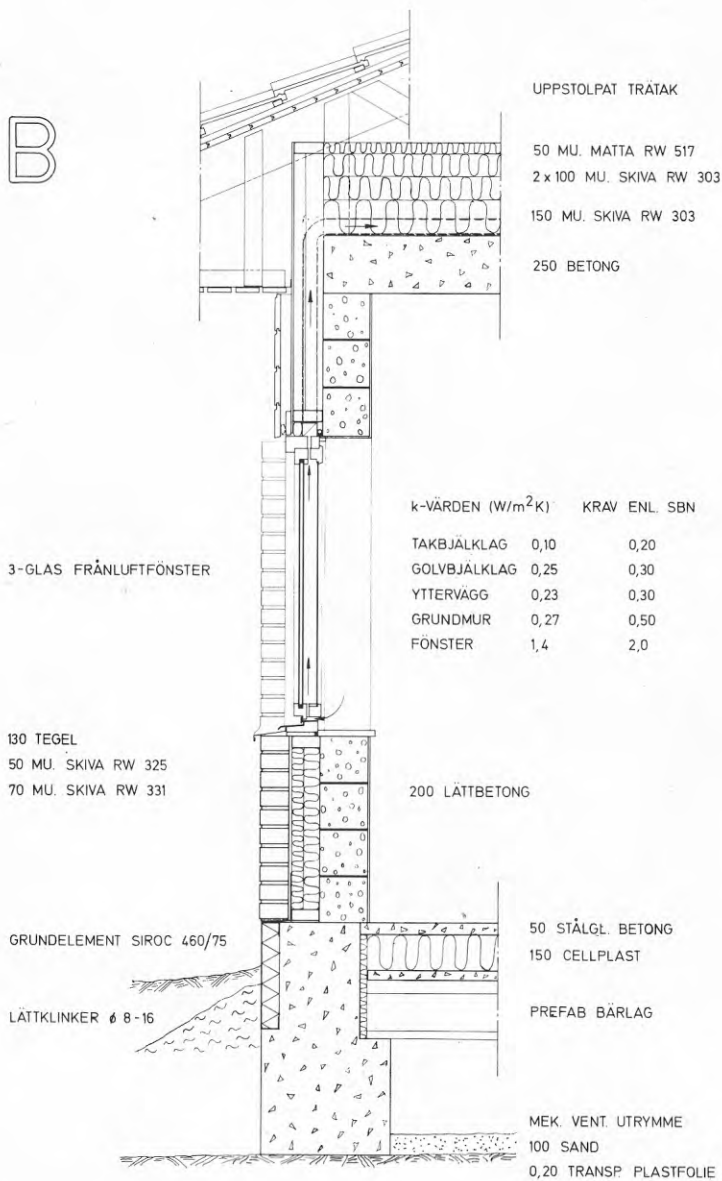 B
UPPSTOLPAT TRÄTAK
50 MU. MATTA RW 517
2 x 100 MU. SKIVA RW 303
150 MU. SKIVA RW 303
250 BETONG
3-GLAS FRÅNLUFTFÖNSTER
k-VÄRDEN (W/m²K) KRAV ENL. SBN
TAKBJÄLKLAG 0,10 0,20
GOLVBJÄLKLAG 0,25 0,30
YTTERVÄGG 0,23 0,30
GRUNDMUR 0,27 0,50
FÖNSTER 1,4 2,0
130 TEGEL
50 MU. SKIVA RW 325
70 MU. SKIVA RW 331
200 LÄTTBETONG
GRUNDELEMENT SIROC 460/75
LÄTTKLINKER ø 8-16
50 STÅLGL. BETONG
150 CELLPLAST
PREFAB BÄRLAG
MEK. VENT. UTRYMME
100 SAND
0,20 TRANSP. PLASTFOLIE